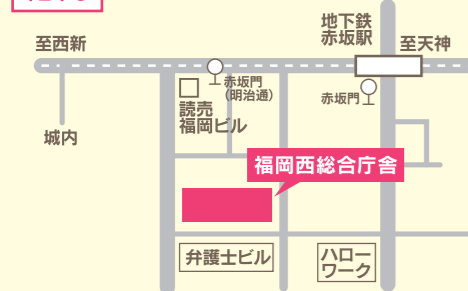 地下鉄
赤坂駅
至西新
至天神
赤坂門
(明治通)
赤坂門
読売
福岡ビル
城内
福岡西総合庁舎
弁護士ビル
ハロー
ワーク